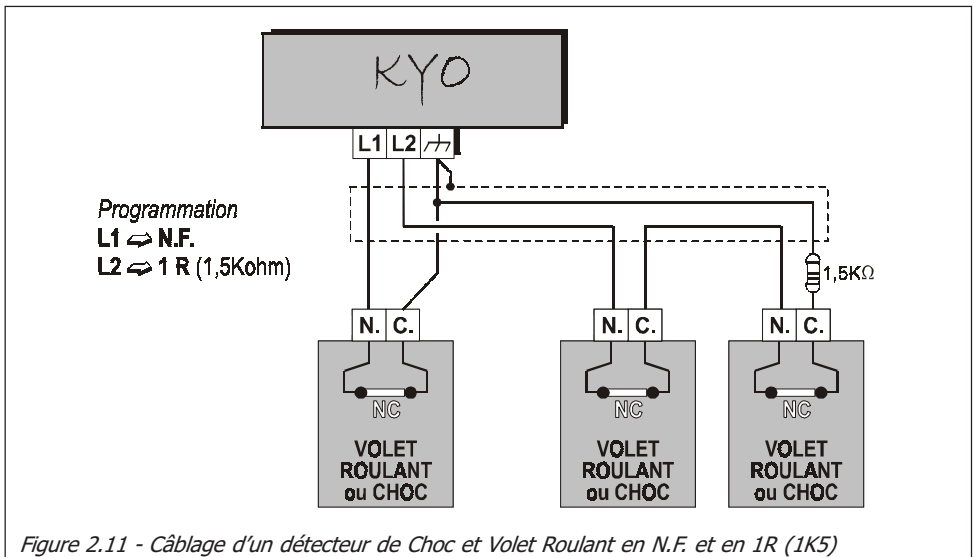 KYO
L1 L2
Programmation
L1 ⇨ N.F.
L2 ⇨ 1 R (1,5Kohm)
1,5KΩ
N. C.
N. C.
N. C.
NC
NC
NC
VOLET
ROULANT
ou CHOC
VOLET
ROULANT
ou CHOC
VOLET
ROULANT
ou CHOC
Figure 2.11 - Câblage d'un détecteur de Choc et Volet Roulant en N.F. et en 1R (1K5)